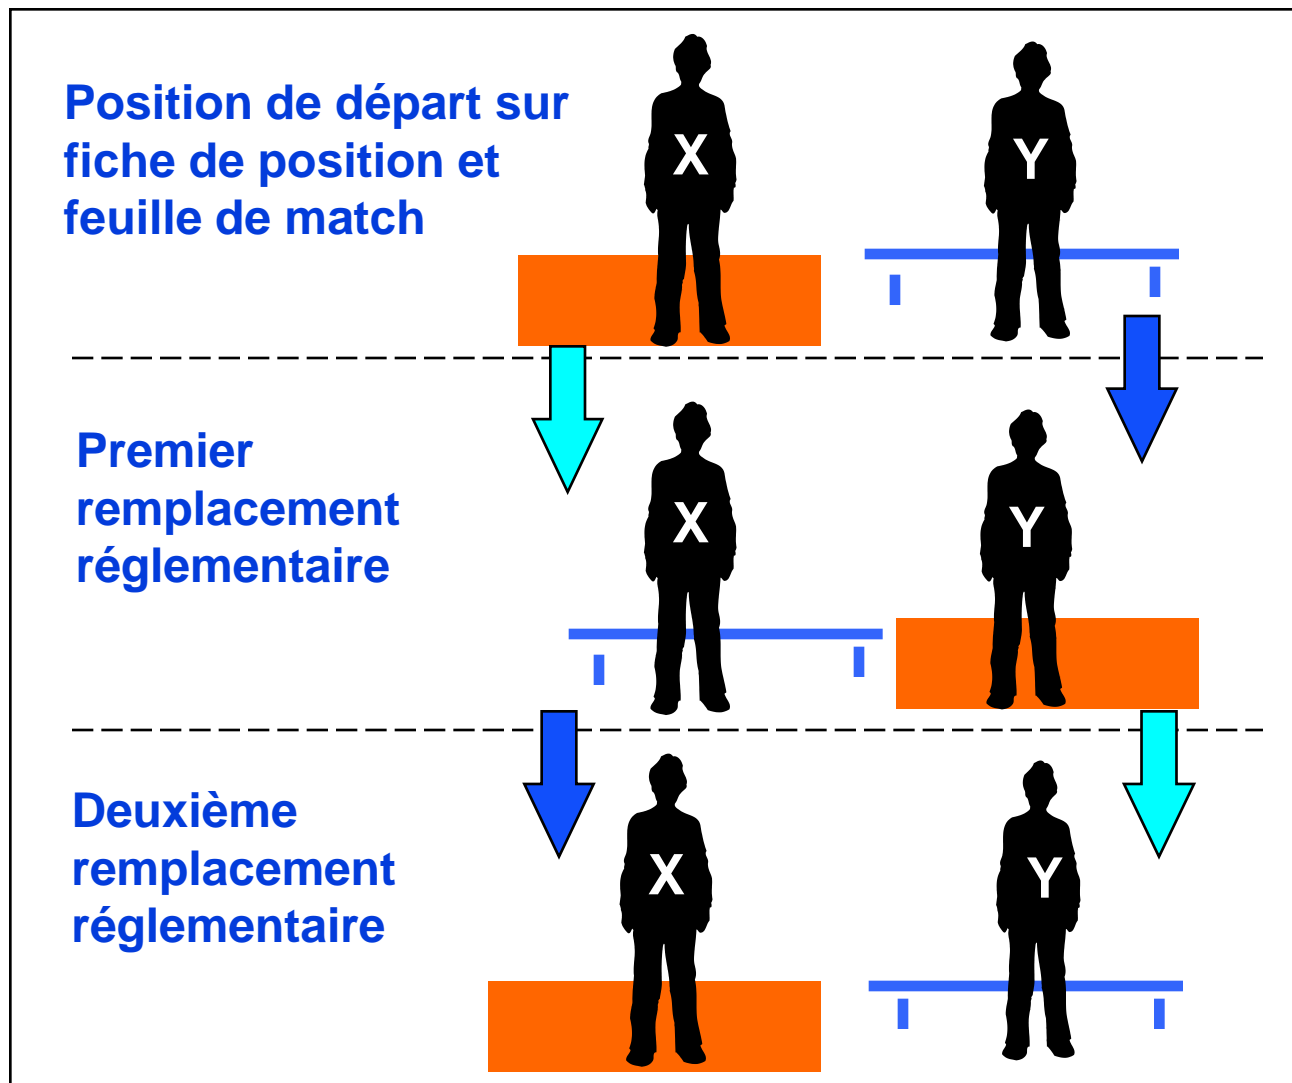 Position de départ sur
fiche de position et
feuille de match
X
Y
Premier
remplacement
réglementaire
X
Y
Deuxième
remplacement
réglementaire
X
Y